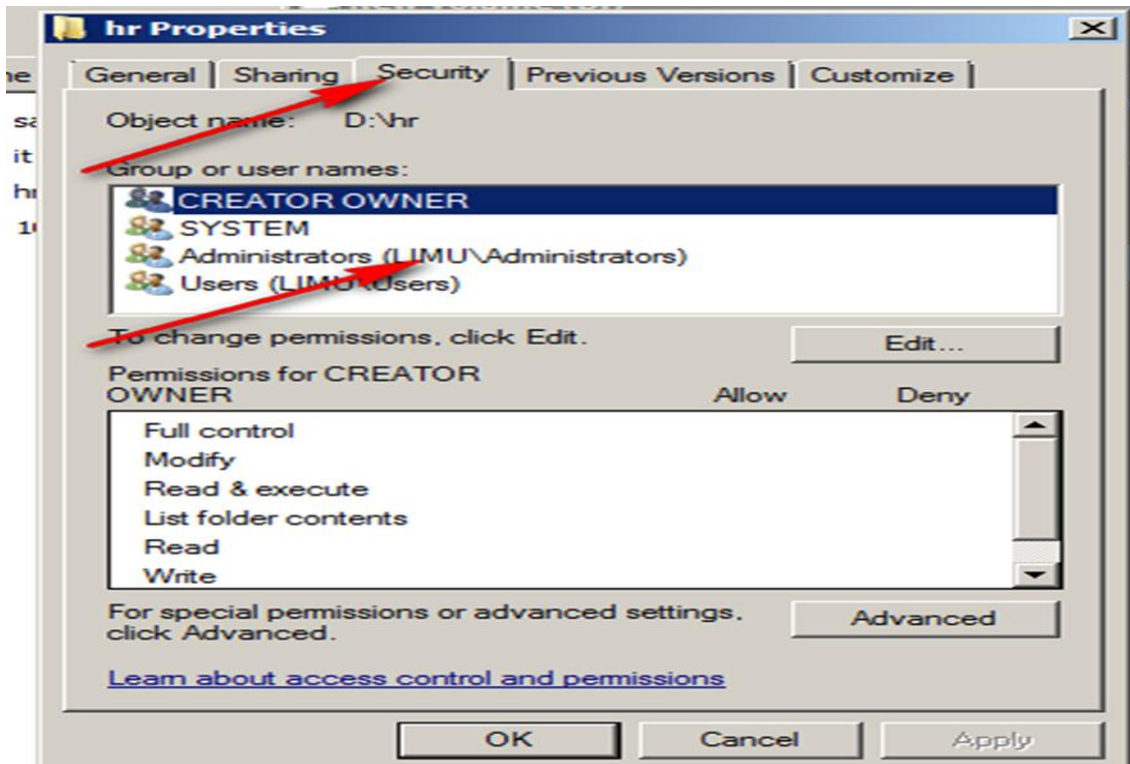 hr Properties
General Sharing Security Previous Versions Customize
Object name: D:\hr
Group or user names:
CREATOR OWNER
SYSTEM
Administrators (LIMU\Administrators)
Users (LIMU\Users)
To change permissions, click Edit.
Edit...
Permissions for CREATOR
OWNER Allow Deny
Full control
Modify
Read & execute
List folder contents
Read
Write
For special permissions or advanced settings,
click Advanced.
Advanced
Learn about access control and permissions
OK Cancel Apply